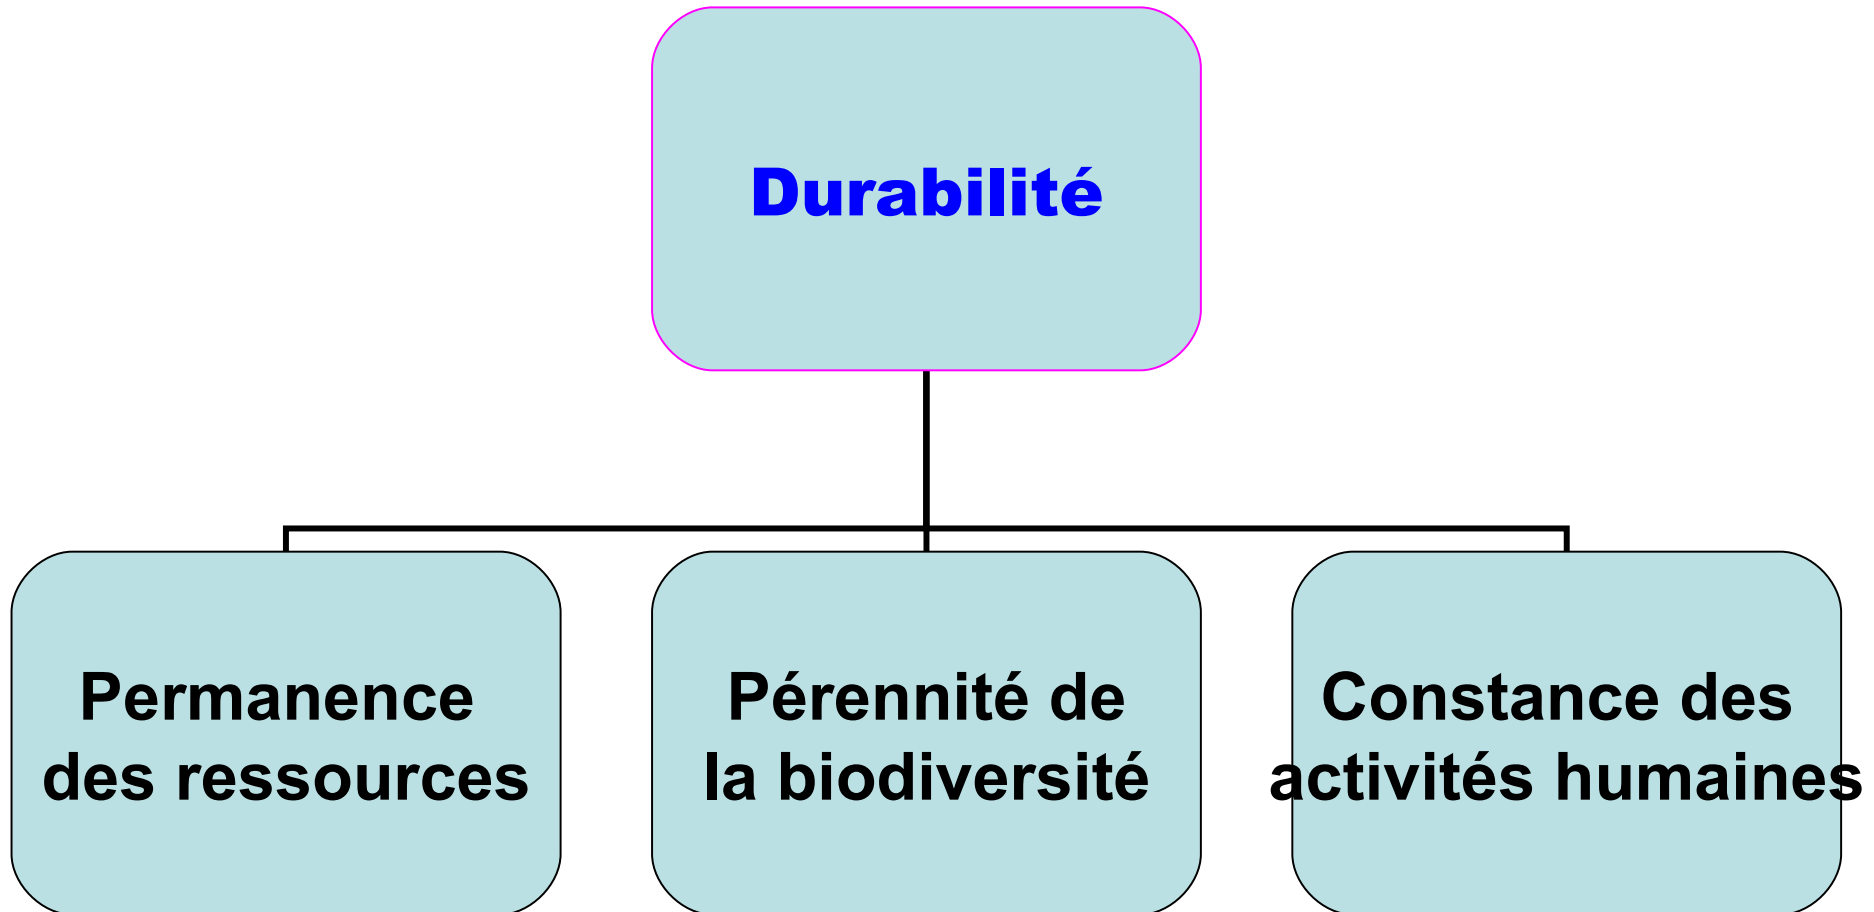 Durabilité
Permanence
des ressources
Pérennité de
la biodiversité
Constance des
activités humaines